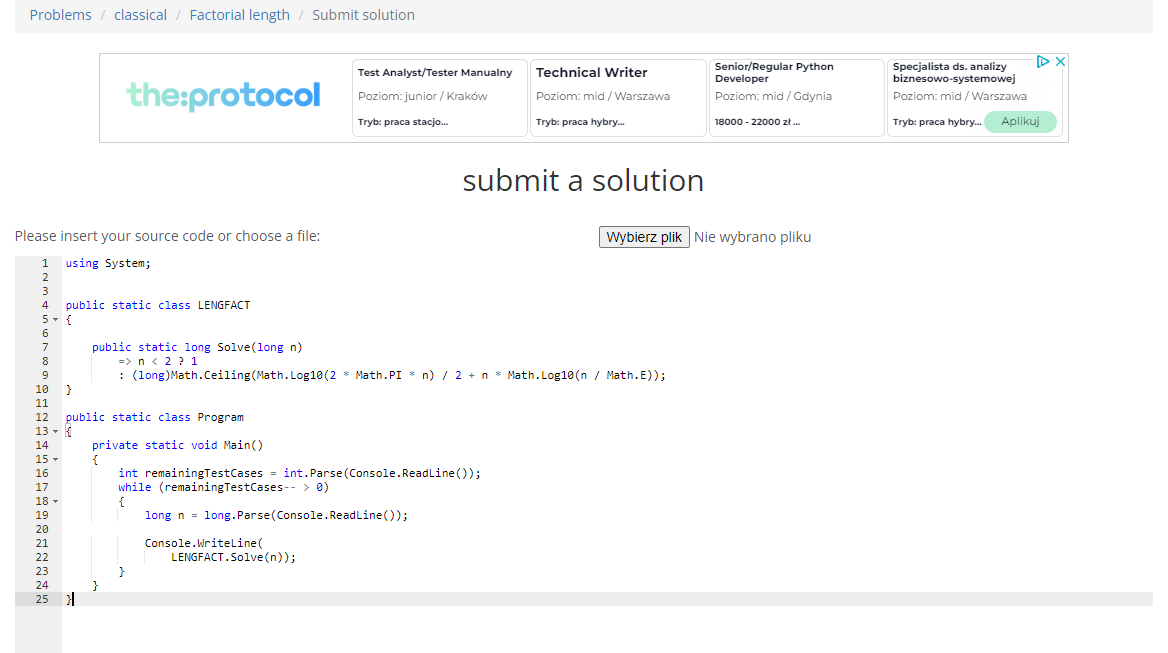 Problems / classical / Factorial length / Submit solution
the:protocol
Test Analyst/Tester Manualny
Poziom: junior / Kraków
Tryb: praca stacjo...
Technical Writer
Poziom: mid / Warszawa
Tryb: praca hybry...
Senior/Regular Python
Developer
Poziom: mid / Gdynia
18000 - 22000 zł ...
Specjalista ds. analizy
biznesowo-systemowej
Poziom: mid / Warszawa
Tryb: praca hybry...
Aplikuj
submit a solution
Please insert your source code or choose a file: Wybierz plik Nie wybrano pliku
1 using System;
2
3
4 public static class LENGFACT
5 {
6
7 public static long Solve(long n)
8 => n < 2 ? 1
9 : (long)Math.Ceiling(Math.Log10(2 * Math.PI * n) / 2 + n * Math.Log10(n / Math.E));
10 }
11
12 public static class Program
13 {
14 private static void Main()
15 {
16 int remainingTestCases = int.Parse(Console.ReadLine());
17 while (remainingTestCases-- > 0)
18 {
19 long n = long.Parse(Console.ReadLine());
20
21 Console.WriteLine(
22 LENGFACT.Solve(n));
23 }
24 }
25 }